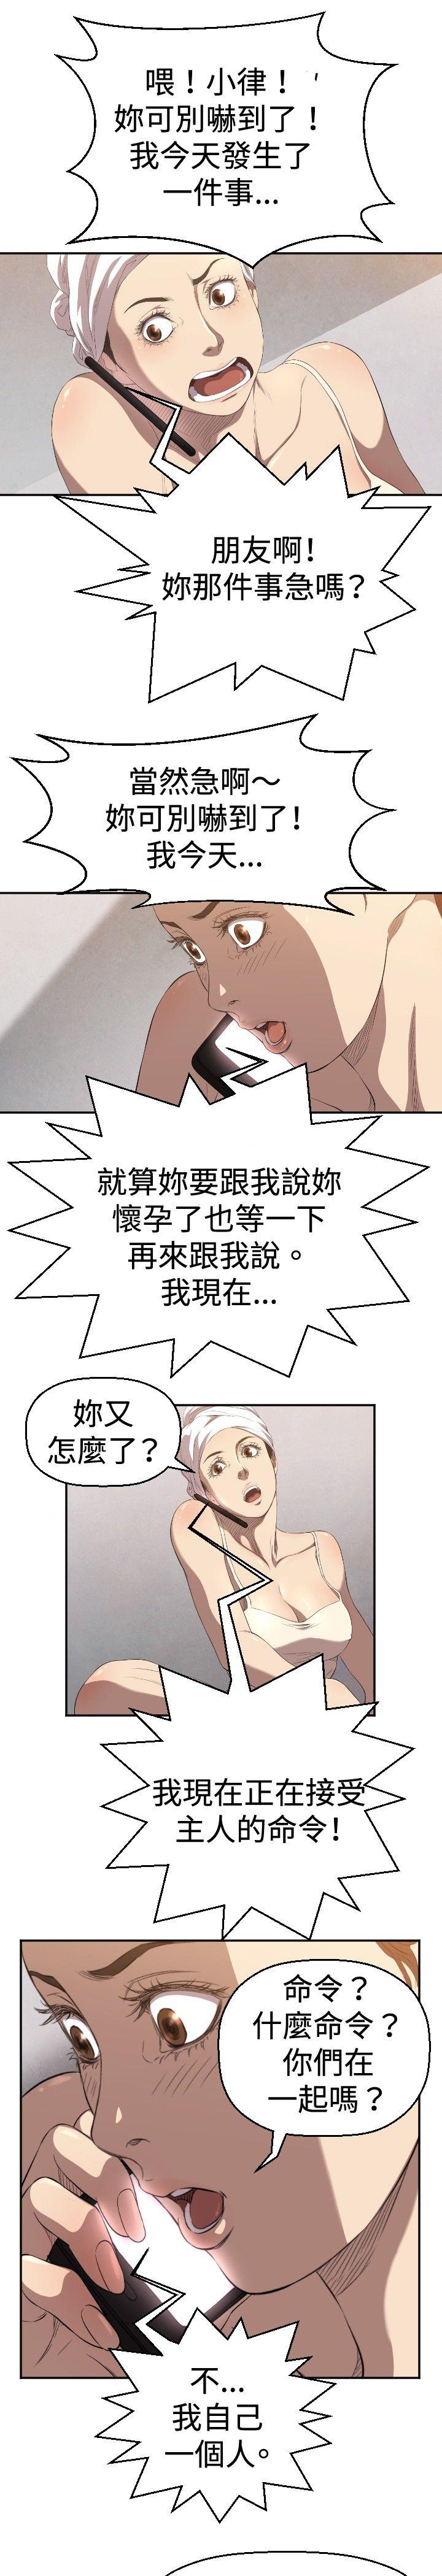 喂！小律！
妳可別嚇到了！
我今天發生了
一件事...
朋友啊！
妳那件事急嗎？
當然急啊～
妳可別嚇到了！
我今天...
就算妳要跟我說妳
懷孕了也等一下
再來跟我說。
我現在...
妳又
怎麼了？
我現在正在接受
主人的命令！
命令？
什麼命令？
你們在
一起嗎？
不...
我自己
一個人。